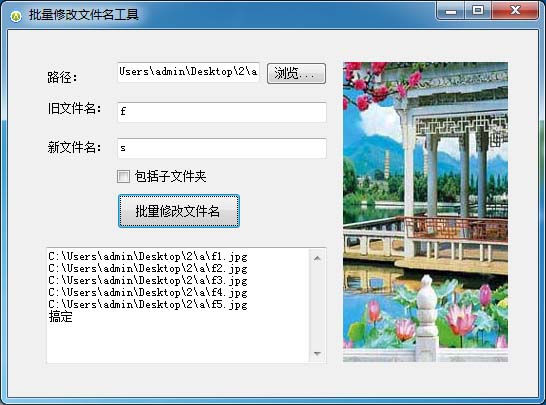 批量修改文件名工具
路径： Users\admin\Desktop\2\a 浏览...
旧文件名： f
新文件名： s
包括子文件夹
批量修改文件名
C:\Users\admin\Desktop\2\a\f1.jpg
C:\Users\admin\Desktop\2\a\f2.jpg
C:\Users\admin\Desktop\2\a\f3.jpg
C:\Users\admin\Desktop\2\a\f4.jpg
C:\Users\admin\Desktop\2\a\f5.jpg
搞定